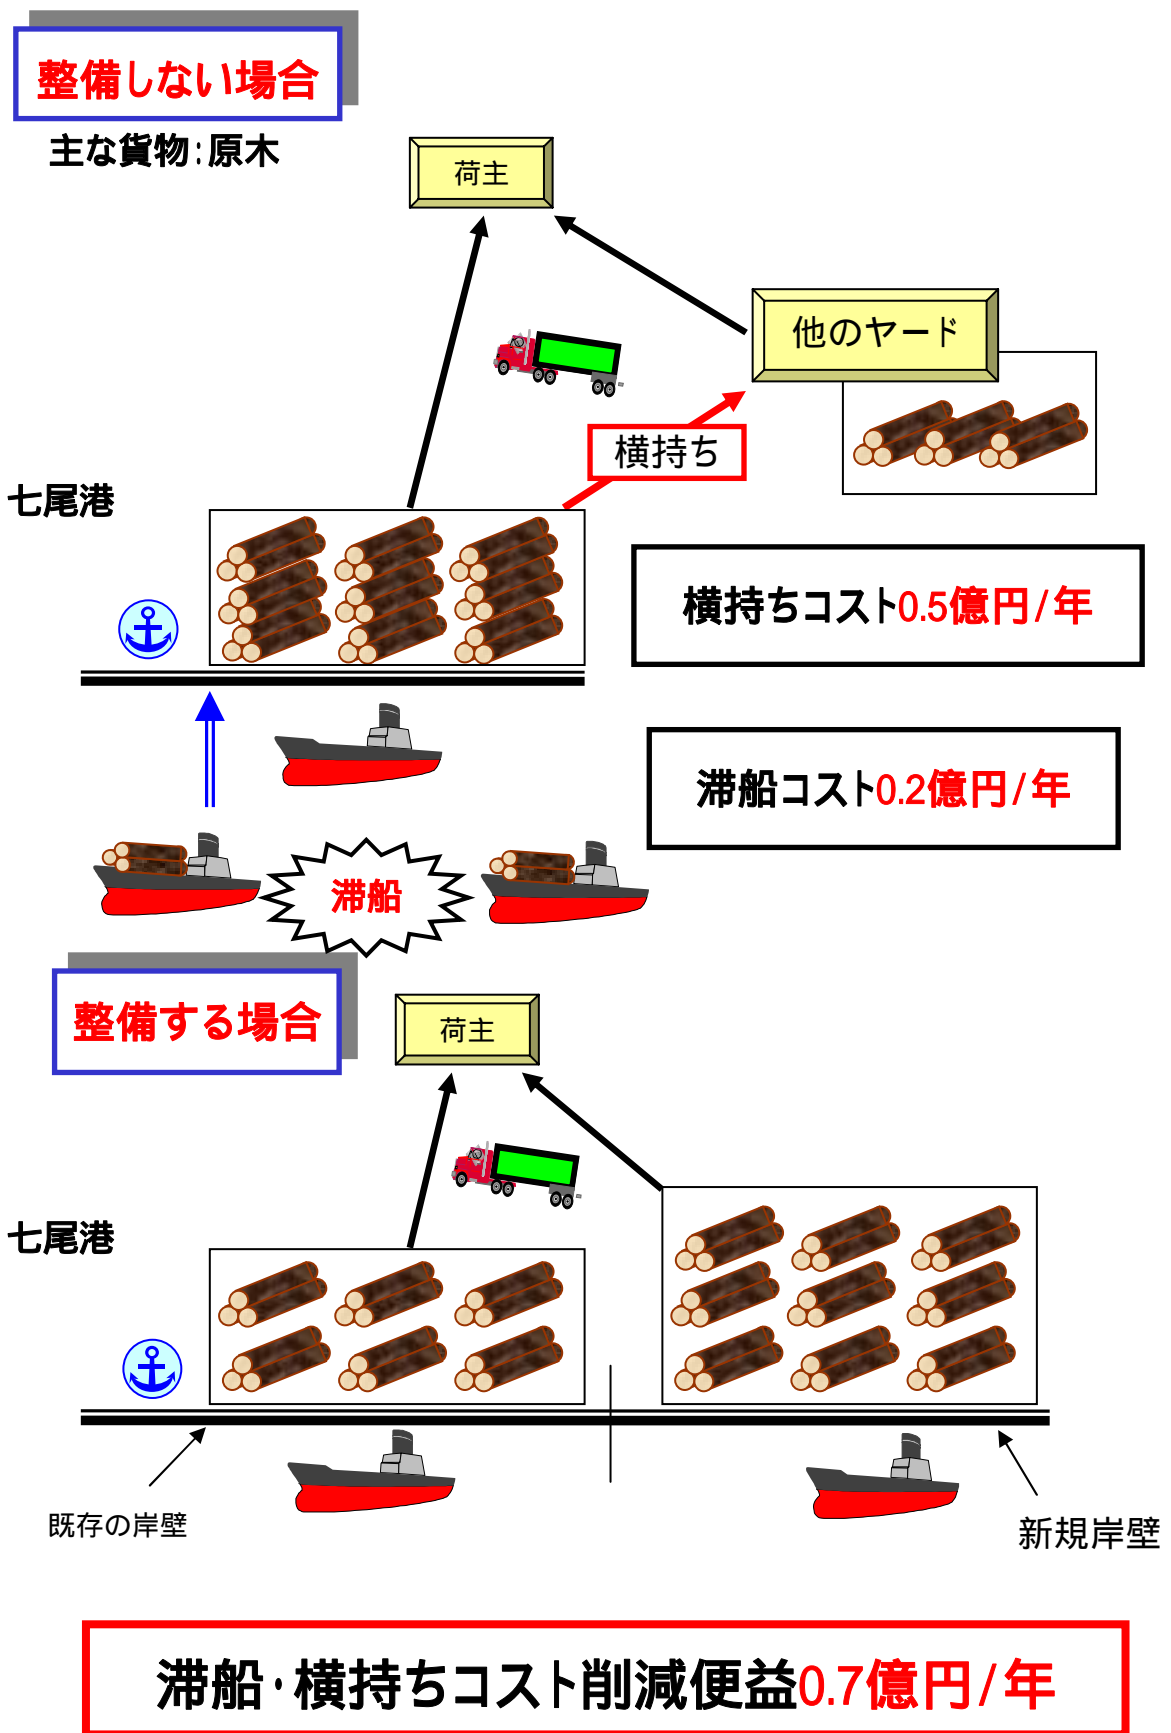 整備しない場合
主な貨物：原木
荷主
他のヤード
横持ち
七尾港
横持ちコスト0.5億円/年
滞船コスト0.2億円/年
滞船
整備する場合
荷主
七尾港
既存の岸壁
新規岸壁
滞船・横持ちコスト削減便益0.7億円/年